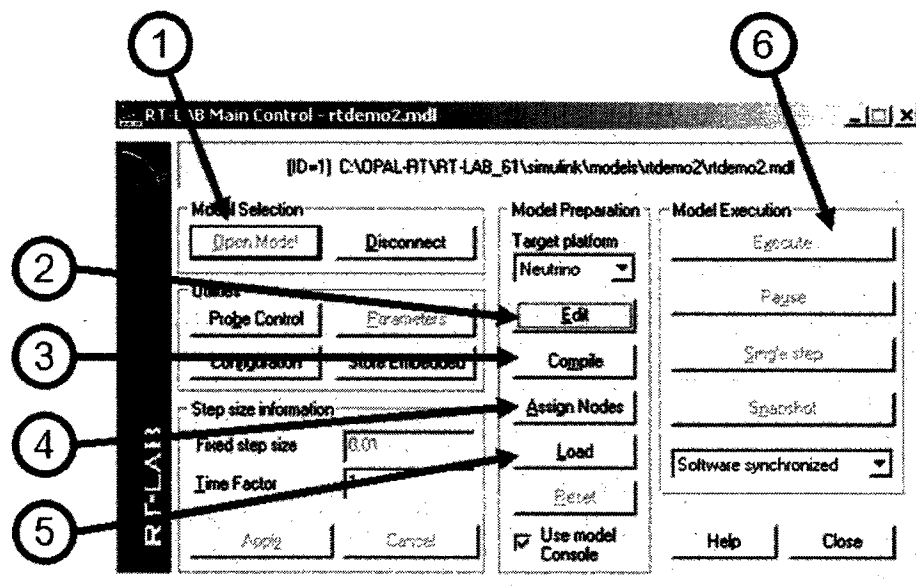 1
6
RT-LAB Main Control - rtdemo2.mdl
[ID=1] C:\OPAL-RT\RT-LAB_61\simulink\models\rtdemo2\rtdemo2.mdl
Model Selection
Open Model
Disconnect
Model Preparation
Target platform
Neutrino
Model Execution
Execute
2
Utilities
Probe Control
Parameters
Edit
Pause
3
Configuration
Store Embedded
Compile
Single step
4
Step size information
Assign Nodes
Snapshot
Fixed step size
0.01
Load
Software synchronized
Time Factor
1
Reset
5
Apply
Cancel
Use model
Console
Help
Close
RT-LAB